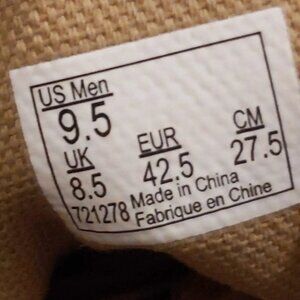 US Men
9.5
UK EUR CM
8.5 42.5 27.5
721278 Made in China
Fabrique en Chine